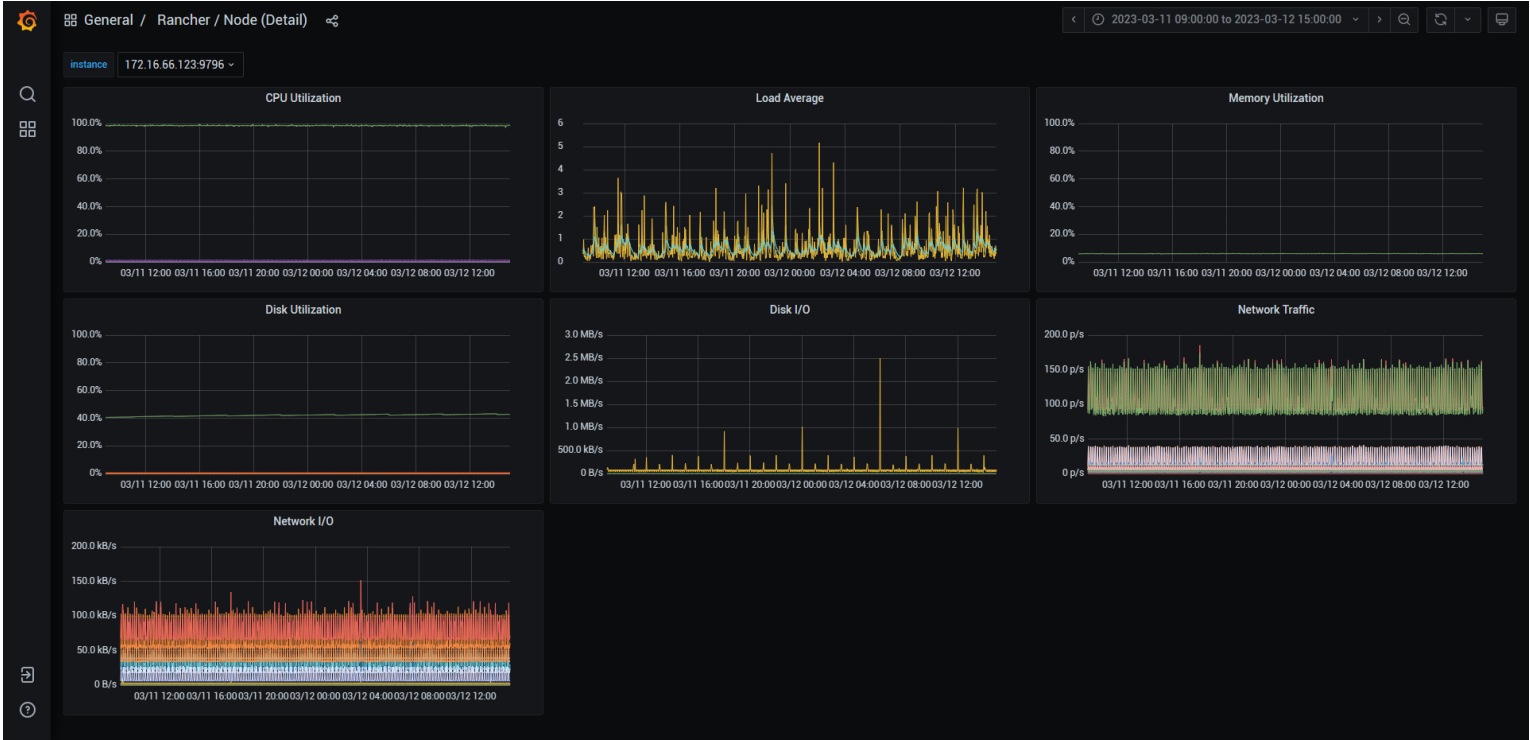 General / Rancher / Node (Detail)
2023-03-11 09:00:00 to 2023-03-12 15:00:00
instance 172.16.66.123:9796
CPU Utilization
100.0%
80.0%
60.0%
40.0%
20.0%
0%
03/11 12:00 03/11 16:00 03/11 20:00 03/12 00:00 03/12 04:00 03/12 08:00 03/12 12:00
Load Average
6
5
4
3
2
1
0
03/11 12:00 03/11 16:00 03/11 20:00 03/12 00:00 03/12 04:00 03/12 08:00 03/12 12:00
Memory Utilization
100.0%
80.0%
60.0%
40.0%
20.0%
0%
03/11 12:00 03/11 16:00 03/11 20:00 03/12 00:00 03/12 04:00 03/12 08:00 03/12 12:00
Disk Utilization
100.0%
80.0%
60.0%
40.0%
20.0%
0%
03/11 12:00 03/11 16:00 03/11 20:00 03/12 00:00 03/12 04:00 03/12 08:00 03/12 12:00
Disk I/O
3.0 MB/s
2.5 MB/s
2.0 MB/s
1.5 MB/s
1.0 MB/s
500.0 kB/s
0 B/s
03/11 12:00 03/11 16:00 03/11 20:00 03/12 00:00 03/12 04:00 03/12 08:00 03/12 12:00
Network Traffic
200.0 p/s
150.0 p/s
100.0 p/s
50.0 p/s
0 p/s
03/11 12:00 03/11 16:00 03/11 20:00 03/12 00:00 03/12 04:00 03/12 08:00 03/12 12:00
Network I/O
200.0 kB/s
150.0 kB/s
100.0 kB/s
50.0 kB/s
0 B/s
03/11 12:00 03/11 16:00 03/11 20:00 03/12 00:00 03/12 04:00 03/12 08:00 03/12 12:00